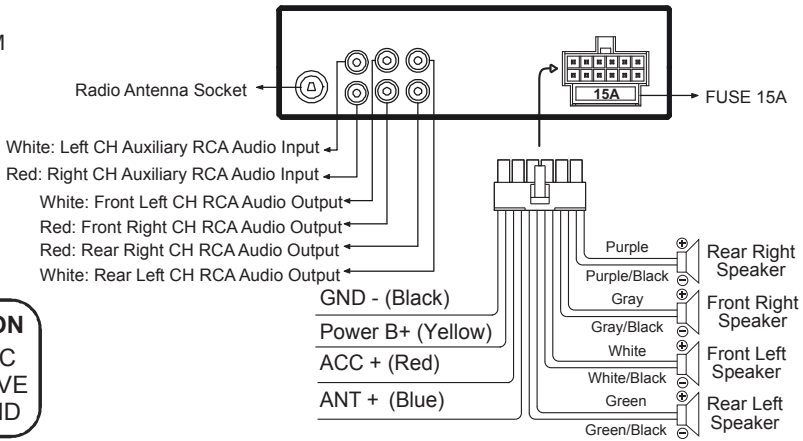 M
Radio Antenna Socket
15A
FUSE 15A
White: Left CH Auxiliary RCA Audio Input
Red: Right CH Auxiliary RCA Audio Input
White: Front Left CH RCA Audio Output
Red: Front Right CH RCA Audio Output
Red: Rear Right CH RCA Audio Output
White: Rear Left CH RCA Audio Output
GND - (Black)
Power B+ (Yellow)
ACC + (Red)
ANT + (Blue)
Purple
Purple/Black
Rear Right
Speaker
Gray
Gray/Black
Front Right
Speaker
White
White/Black
Front Left
Speaker
Green
Green/Black
Rear Left
Speaker
ON
C
VE
ND